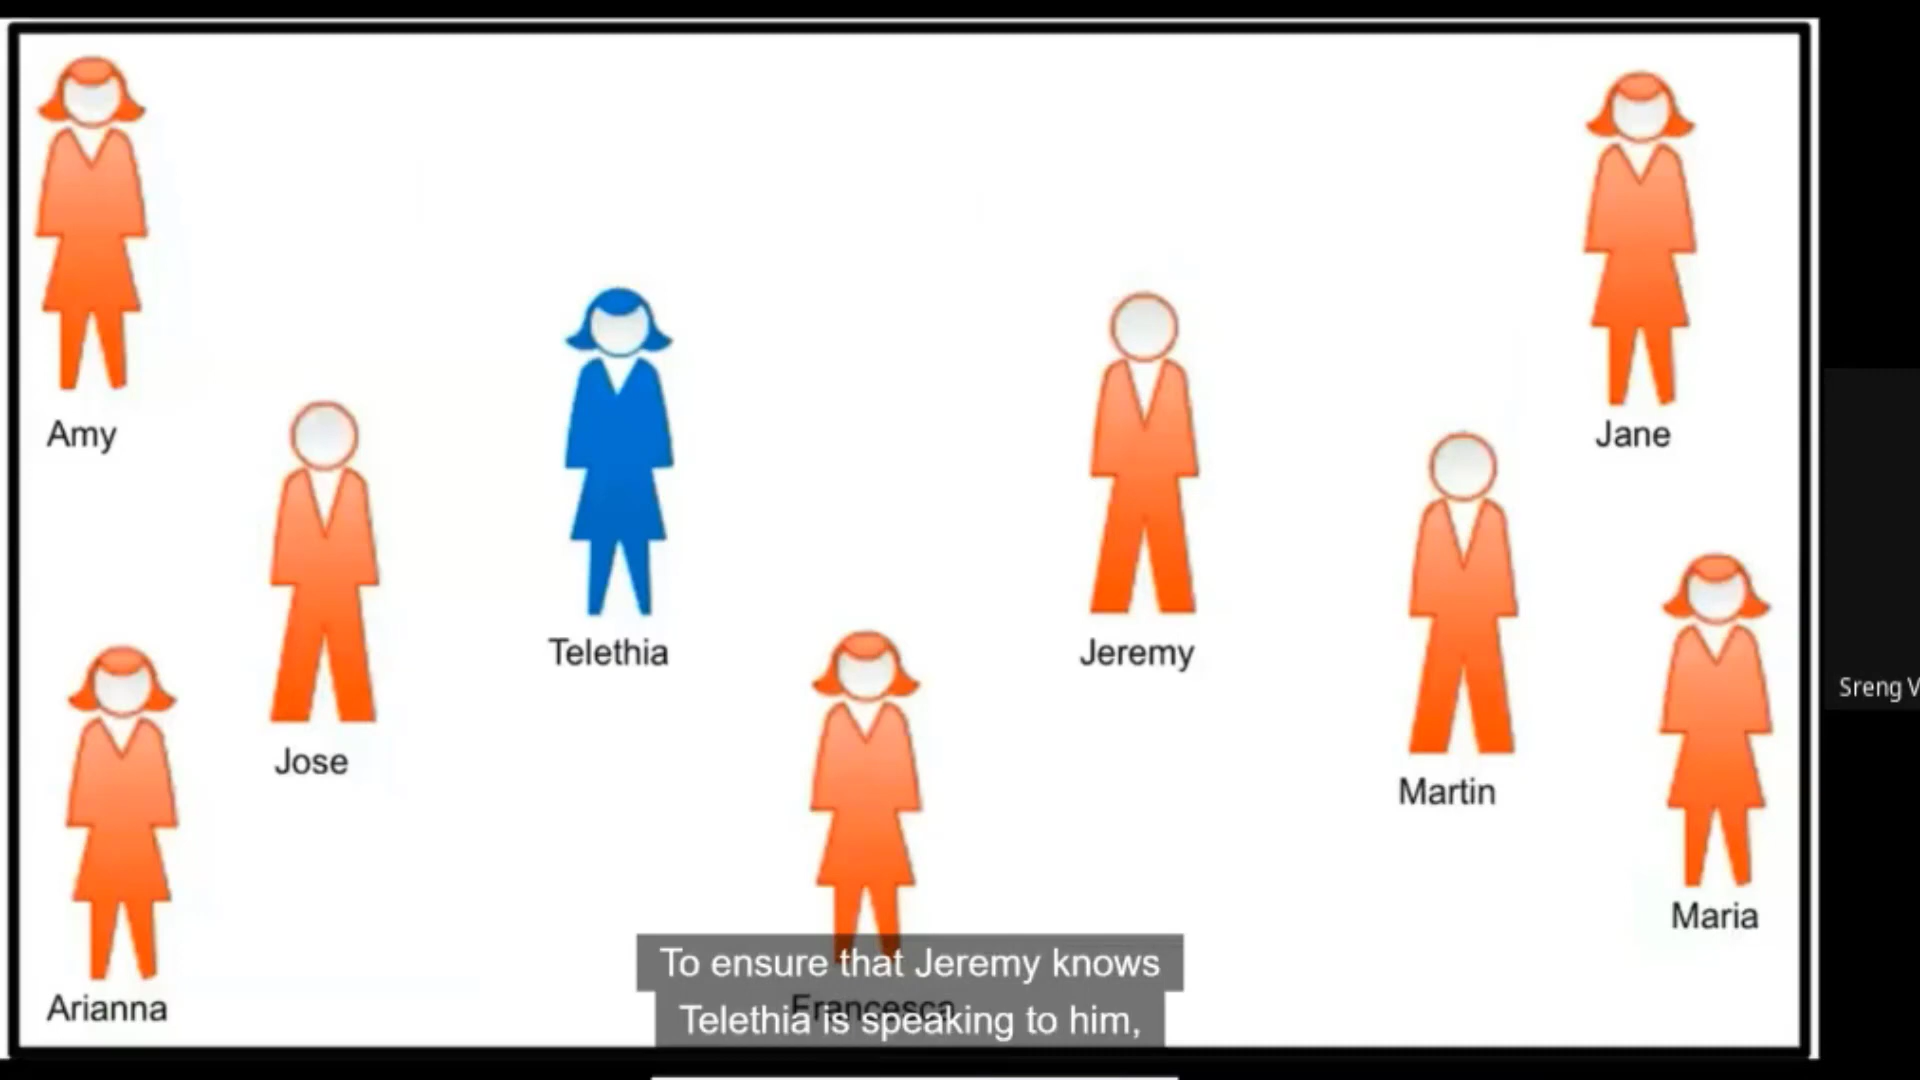 Amy
Jane
Telethia
Jeremy
Sreng V
Jose
Martin
Maria
Arianna
Francesca
To ensure that Jeremy knows
Telethia is speaking to him,